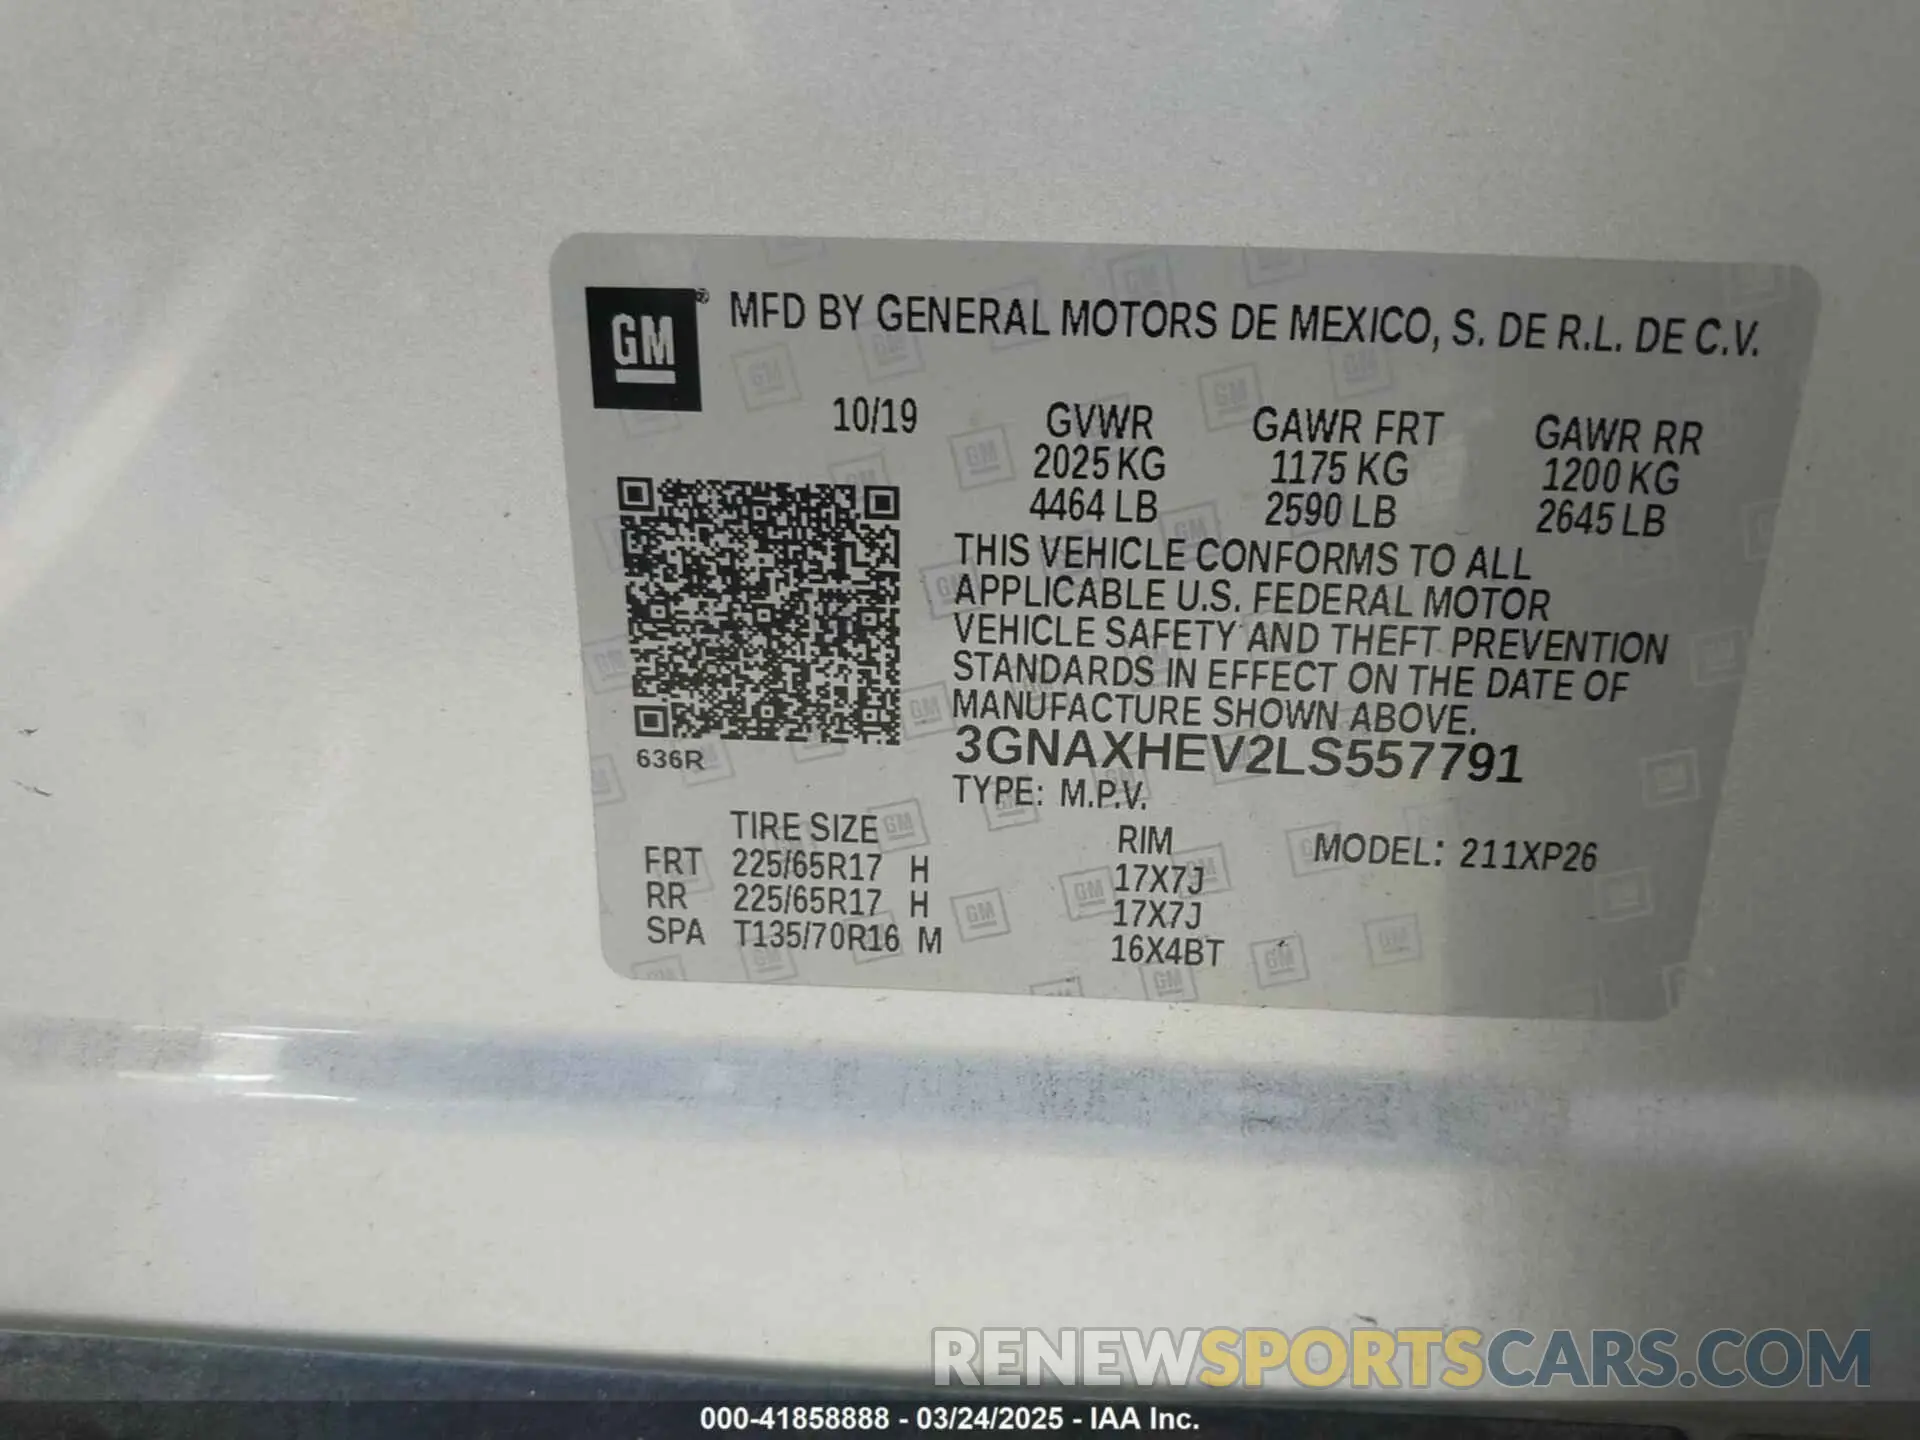 GM ® MFD BY GENERAL MOTORS DE MEXICO, S. DE R.L. DE C.V.
10/19 GVWR GAWR FRT GAWR RR
2025 KG 1175 KG 1200 KG
4464 LB 2590 LB 2645 LB
THIS VEHICLE CONFORMS TO ALL
APPLICABLE U.S. FEDERAL MOTOR
VEHICLE SAFETY AND THEFT PREVENTION
STANDARDS IN EFFECT ON THE DATE OF
MANUFACTURE SHOWN ABOVE.
636R 3GNAXHEV2LS557791
TYPE: M.P.V.
TIRE SIZE RIM MODEL: 211XP26
FRT 225/65R17 H 17X7J
RR 225/65R17 H 17X7J
SPA T135/70R16 M 16X4BT
RENEWSPORTSCARS.COM
000-41858888 - 03/24/2025 - IAA Inc.